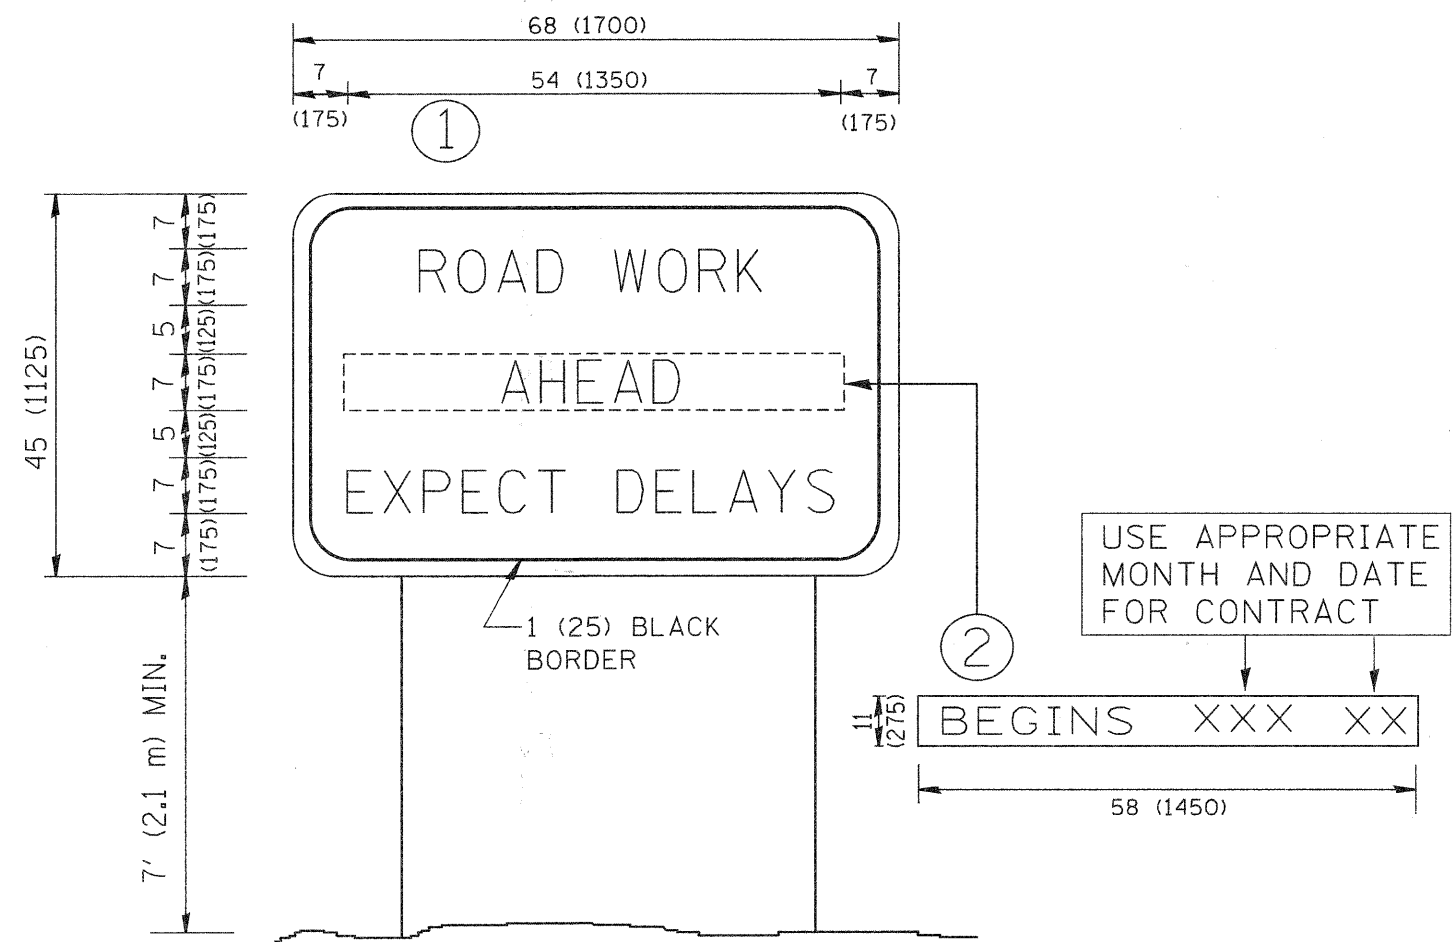 68 (1700)
7
54 (1350)
7
(175)
(175)
1
45 (1125)
7
(175)
7
(175)
5
(125)
7
(175)
5
(125)
7
(175)
7
(175)
ROAD WORK
AHEAD
EXPECT DELAYS
1 (25) BLACK
BORDER
7' (2.1 m) MIN.
2
USE APPROPRIATE
MONTH AND DATE
FOR CONTRACT
11
(275)
BEGINS XXX XX
58 (1450)